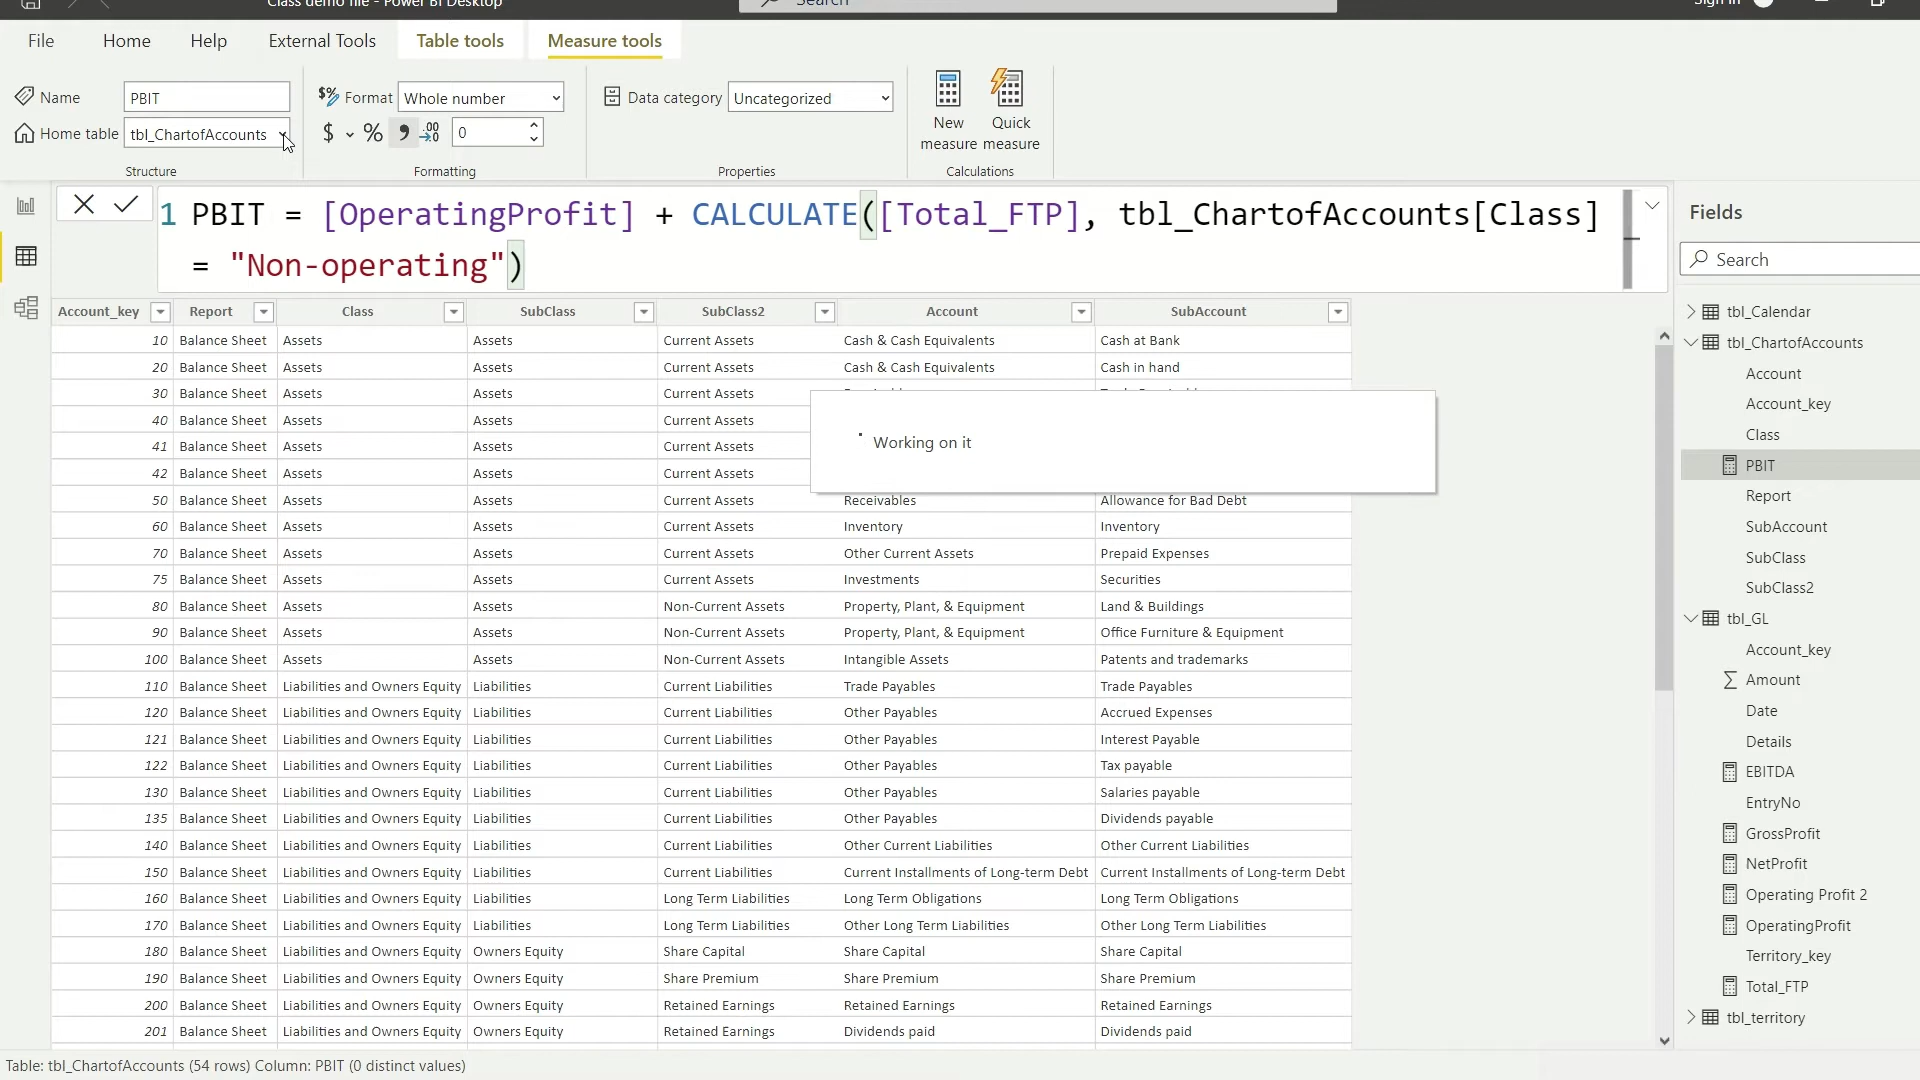 Class demo file - Power BI Desktop
Search
Sign in
File
Home
Help
External Tools
Table tools
Measure tools
Name
PBIT
Home table
tbl_ChartofAccounts
Structure
$% Format
Whole number
$ % , .00 0
Formatting
Data category
Uncategorized
Properties
New measure
Quick measure
Calculations
1 PBIT = [OperatingProfit] + CALCULATE([Total_FTP], tbl_ChartofAccounts[Class]
= "Non-operating")
Account_key Report Class SubClass SubClass2 Account SubAccount
10 Balance Sheet Assets Assets Current Assets Cash & Cash Equivalents Cash at Bank
20 Balance Sheet Assets Assets Current Assets Cash & Cash Equivalents Cash in hand
30 Balance Sheet Assets Assets Current Assets
40 Balance Sheet Assets Assets Current Assets
41 Balance Sheet Assets Assets Current Assets
Working on it
42 Balance Sheet Assets Assets Current Assets
50 Balance Sheet Assets Assets Current Assets Receivables Allowance for Bad Debt
60 Balance Sheet Assets Assets Current Assets Inventory Inventory
70 Balance Sheet Assets Assets Current Assets Other Current Assets Prepaid Expenses
75 Balance Sheet Assets Assets Current Assets Investments Securities
80 Balance Sheet Assets Assets Non-Current Assets Property, Plant, & Equipment Land & Buildings
90 Balance Sheet Assets Assets Non-Current Assets Property, Plant, & Equipment Office Furniture & Equipment
100 Balance Sheet Assets Assets Non-Current Assets Intangible Assets Patents and trademarks
110 Balance Sheet Liabilities and Owners Equity Liabilities Current Liabilities Trade Payables Trade Payables
120 Balance Sheet Liabilities and Owners Equity Liabilities Current Liabilities Other Payables Accrued Expenses
121 Balance Sheet Liabilities and Owners Equity Liabilities Current Liabilities Other Payables Interest Payable
122 Balance Sheet Liabilities and Owners Equity Liabilities Current Liabilities Other Payables Tax payable
130 Balance Sheet Liabilities and Owners Equity Liabilities Current Liabilities Other Payables Salaries payable
135 Balance Sheet Liabilities and Owners Equity Liabilities Current Liabilities Other Payables Dividends payable
140 Balance Sheet Liabilities and Owners Equity Liabilities Current Liabilities Other Current Liabilities Other Current Liabilities
150 Balance Sheet Liabilities and Owners Equity Liabilities Current Liabilities Current Installments of Long-term Debt Current Installments of Long-term Debt
160 Balance Sheet Liabilities and Owners Equity Liabilities Long Term Liabilities Long Term Obligations Long Term Obligations
170 Balance Sheet Liabilities and Owners Equity Liabilities Long Term Liabilities Other Long Term Liabilities Other Long Term Liabilities
180 Balance Sheet Liabilities and Owners Equity Owners Equity Share Capital Share Capital Share Capital
190 Balance Sheet Liabilities and Owners Equity Owners Equity Share Premium Share Premium Share Premium
200 Balance Sheet Liabilities and Owners Equity Owners Equity Retained Earnings Retained Earnings Retained Earnings
201 Balance Sheet Liabilities and Owners Equity Owners Equity Retained Earnings Dividends paid Dividends paid
Fields
Search
tbl_Calendar
tbl_ChartofAccounts
Account
Account_key
Class
PBIT
Report
SubAccount
SubClass
SubClass2
tbl_GL
Account_key
Amount
Date
Details
EBITDA
EntryNo
GrossProfit
NetProfit
Operating Profit 2
OperatingProfit
Territory_key
Total_FTP
tbl_territory
Table: tbl_ChartofAccounts (54 rows) Column: PBIT (0 distinct values)